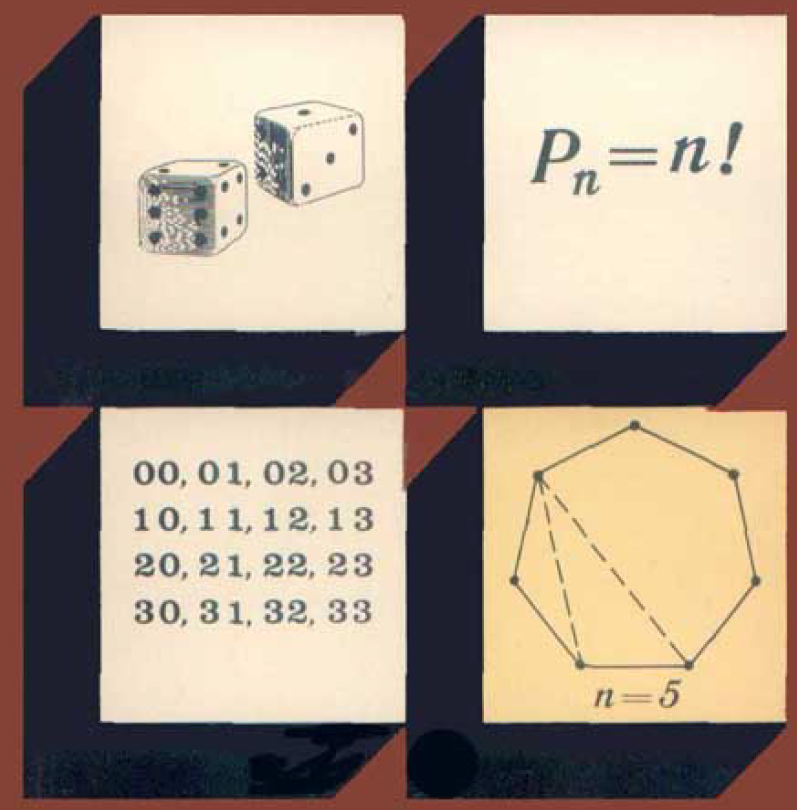 Pₙ=n!
00, 01, 02, 03
10, 11, 12, 13
20, 21, 22, 23
30, 31, 32, 33
n=5